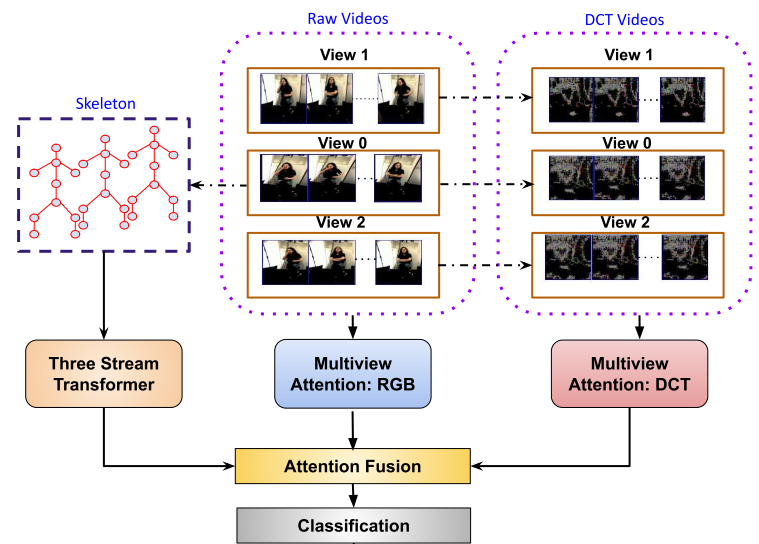 Raw Videos
DCT Videos
View 1
View 1
Skeleton
View 0
View 0
View 2
View 2
Three Stream
Transformer
Multiview
Attention: RGB
Multiview
Attention: DCT
Attention Fusion
Classification